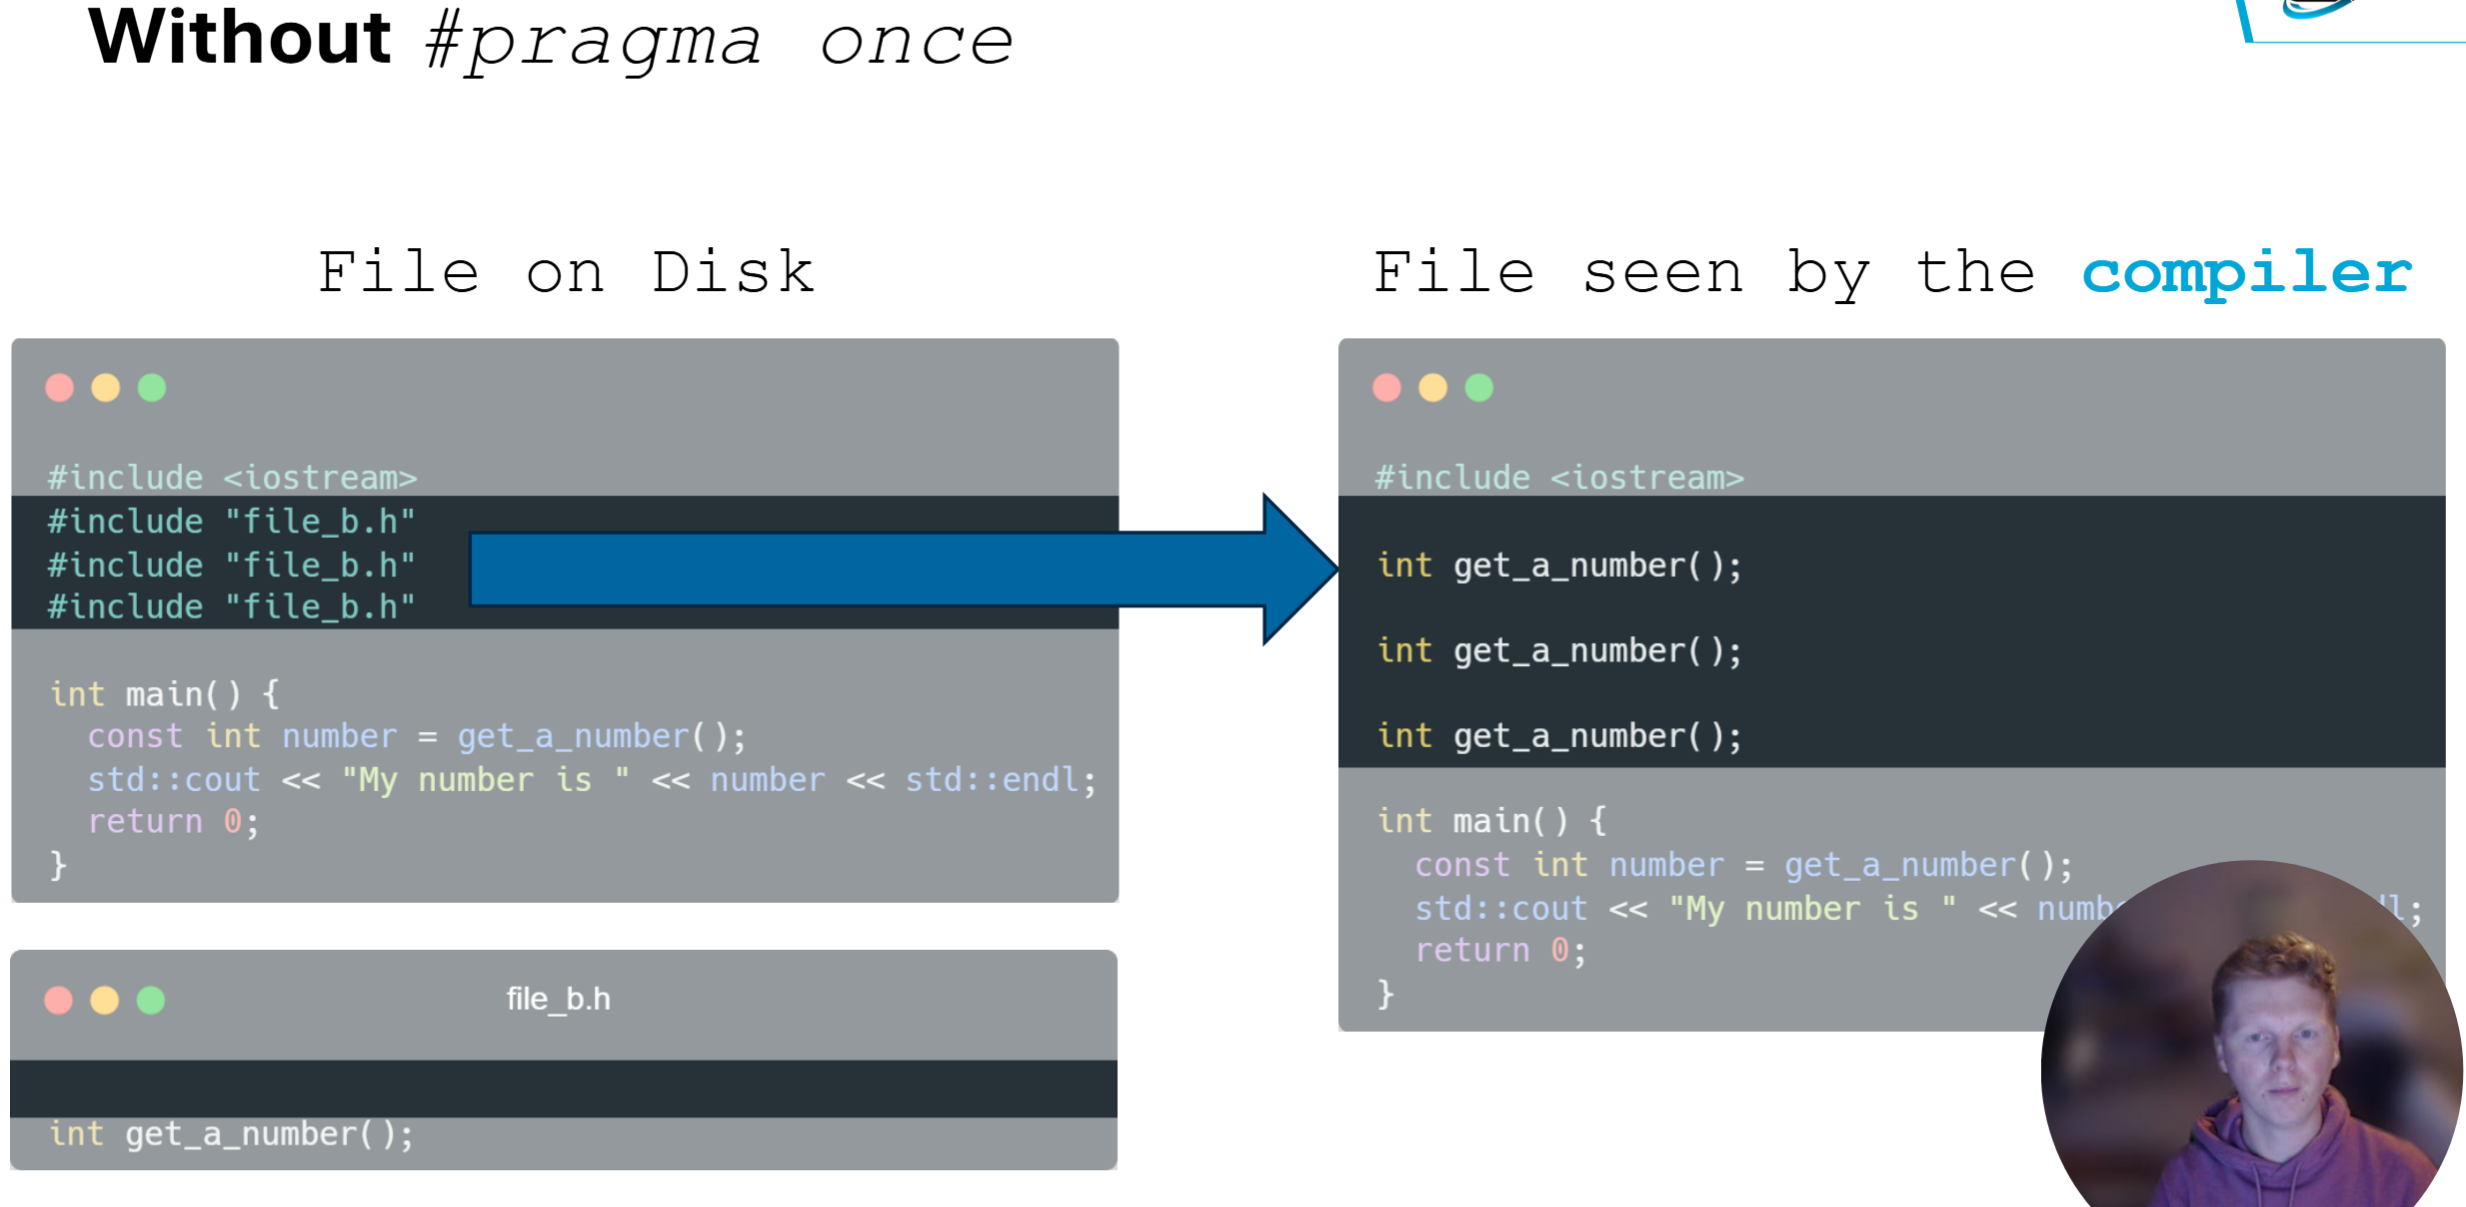 Without #pragma once
File on Disk
#include <iostream>
#include "file_b.h"
#include "file_b.h"
#include "file_b.h"
int main() {
const int number = get_a_number();
std::cout << "My number is " << number << std::endl;
return 0;
}
file_b.h
int get_a_number();
File seen by the compiler
#include <iostream>
int get_a_number();
int get_a_number();
int get_a_number();
int main() {
const int number = get_a_number();
std::cout << "My number is " <<
return 0;
}